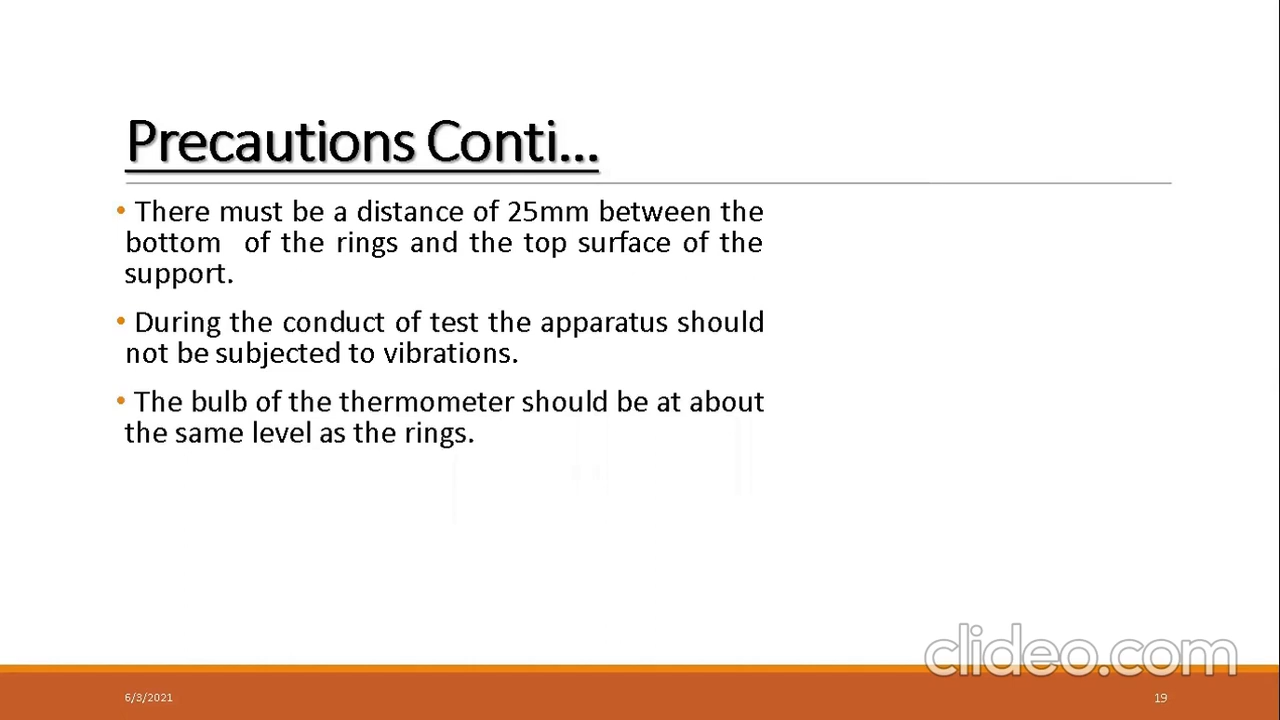 Precautions Conti...
• There must be a distance of 25mm between the
bottom of the rings and the top surface of the
support.
• During the conduct of test the apparatus should
not be subjected to vibrations.
• The bulb of the thermometer should be at about
the same level as the rings.
clideo.com
6/3/2021
19